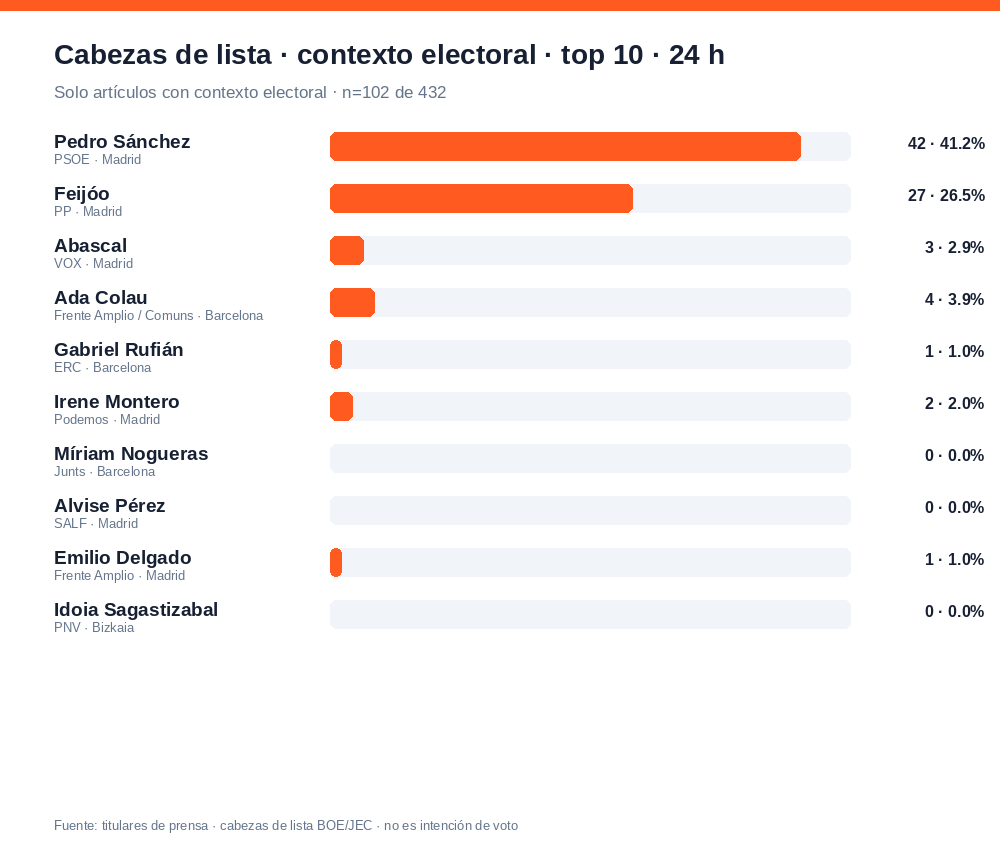 Cabezas de lista · contexto electoral · top 10 · 24 h
Solo artículos con contexto electoral · n=102 de 432
Pedro Sánchez
PSOE · Madrid
42 · 41.2%
Feijóo
PP · Madrid
27 · 26.5%
Abascal
VOX · Madrid
3 · 2.9%
Ada Colau
Frente Amplio / Comuns · Barcelona
4 · 3.9%
Gabriel Rufián
ERC · Barcelona
1 · 1.0%
Irene Montero
Podemos · Madrid
2 · 2.0%
Míriam Nogueras
Junts · Barcelona
0 · 0.0%
Alvise Pérez
SALF · Madrid
0 · 0.0%
Emilio Delgado
Frente Amplio · Madrid
1 · 1.0%
Idoia Sagastizabal
PNV · Bizkaia
0 · 0.0%
Fuente: titulares de prensa · cabezas de lista BOE/JEC · no es intención de voto